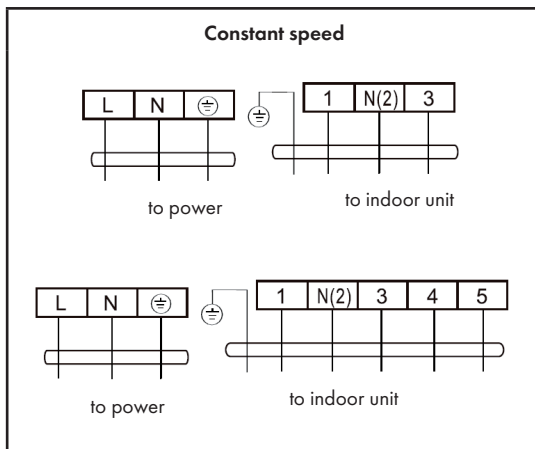 Constant speed
L N 1 N(2) 3
to power to indoor unit
L N 1 N(2) 3 4 5
to power to indoor unit